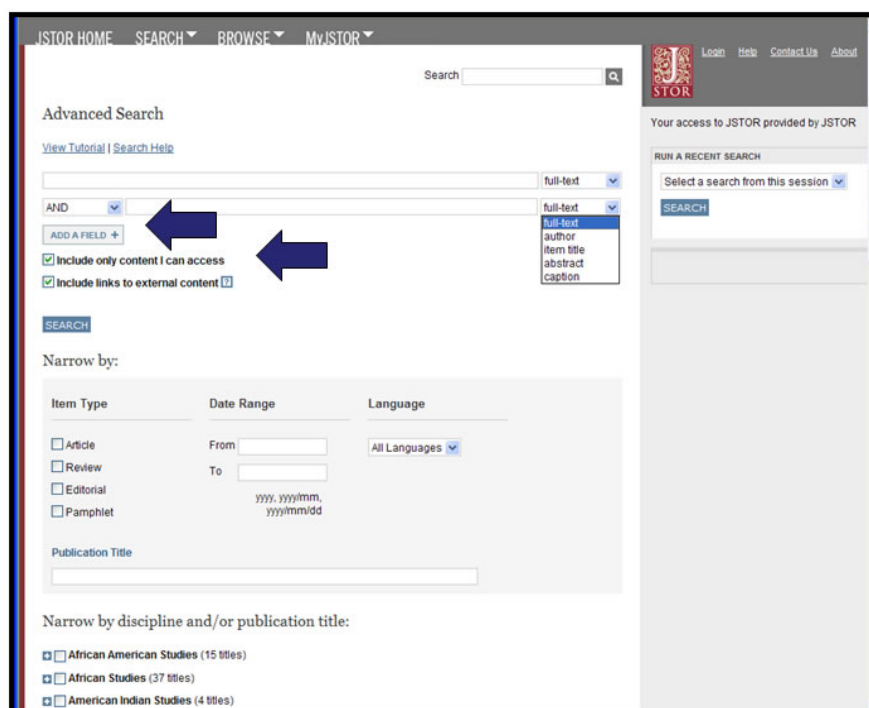 JSTOR HOME SEARCH BROWSE MyJSTOR
Login Help Contact Us About
JSTOR
Search
Your access to JSTOR provided by JSTOR
RUN A RECENT SEARCH
Select a search from this session
SEARCH
Advanced Search
View Tutorial | Search Help
full-text
AND full-text
full-text
author
item title
abstract
caption
ADD A FIELD +
Include only content I can access
Include links to external content ?
SEARCH
Narrow by:
Item Type Date Range Language
Article From All Languages
Review To
Editorial yyyy, yyyy/mm,
Pamphlet yyyy/mm/dd
Publication Title
Narrow by discipline and/or publication title:
African American Studies (15 titles)
African Studies (37 titles)
American Indian Studies (4 titles)